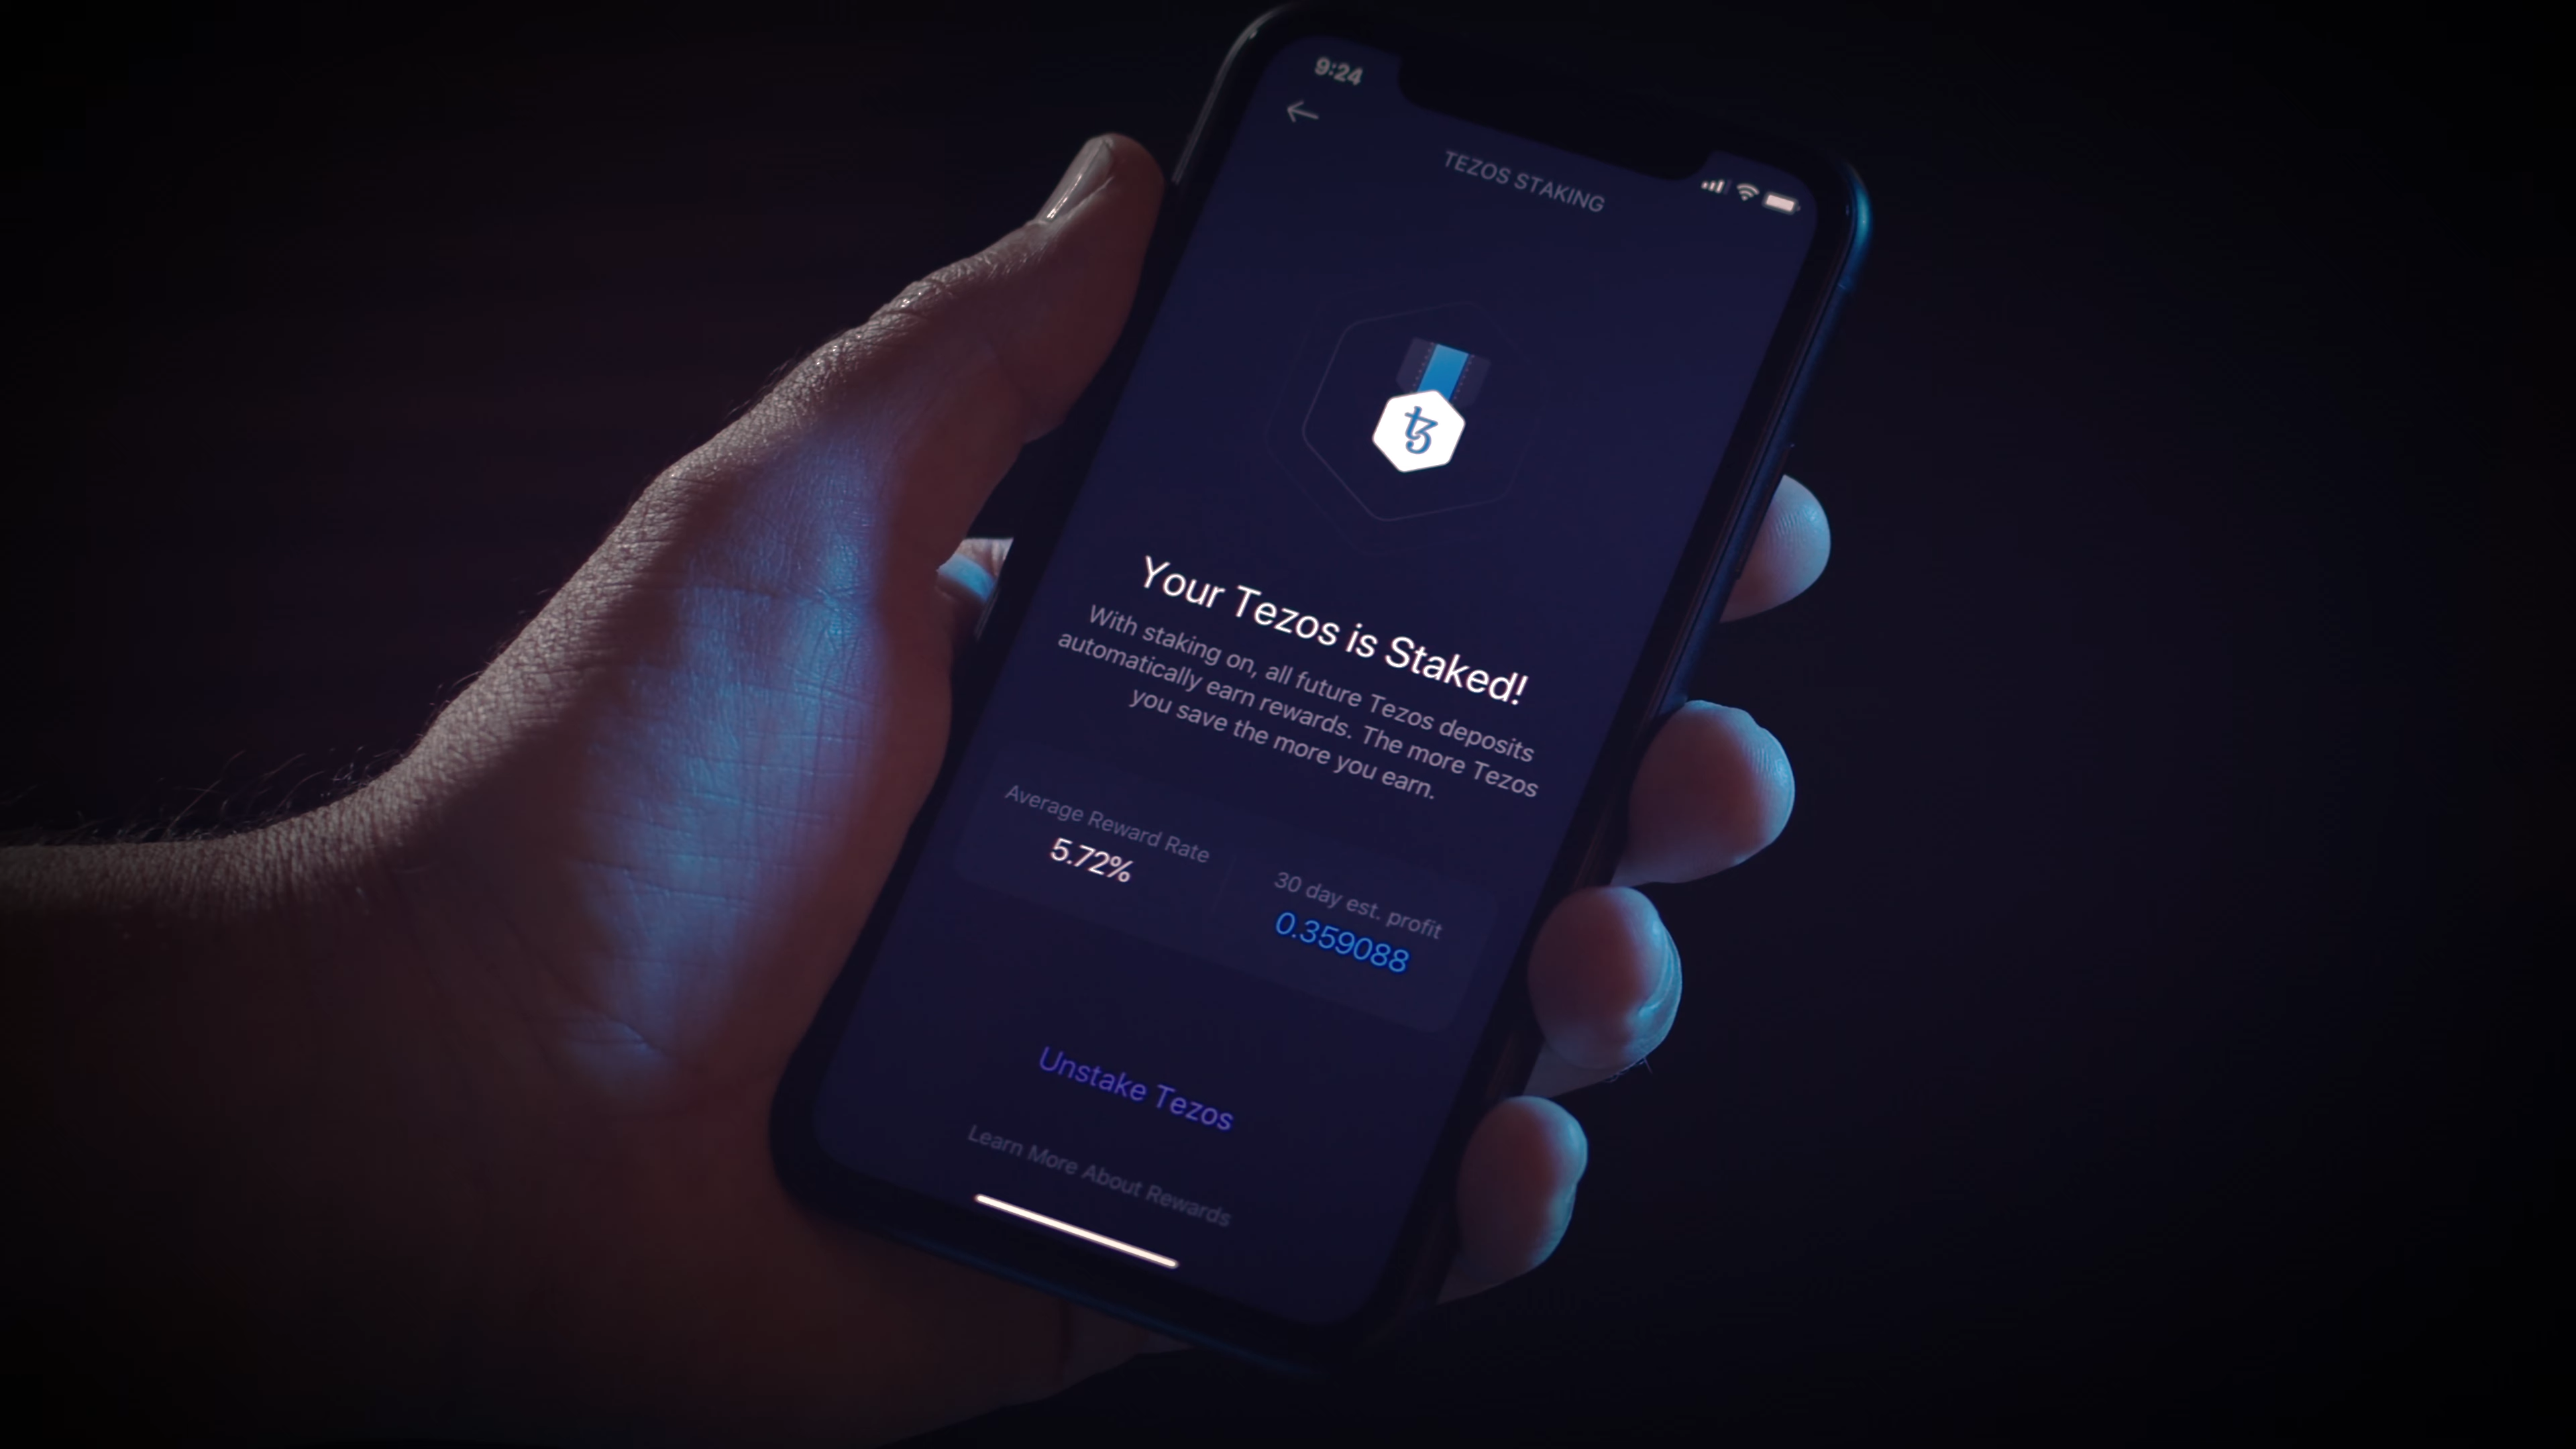 9:24
TEZOS STAKING
ꜩ
Your Tezos is Staked!
With staking on, all future Tezos deposits
automatically earn rewards. The more Tezos
you save the more you earn.
Average Reward Rate
5.72%
30 day est. profit
0.359088
Unstake Tezos
Learn More About Rewards